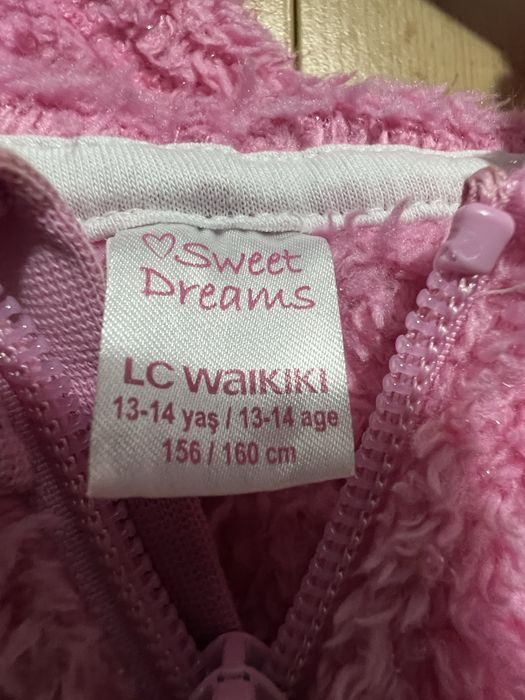 ♡Sweet
Dreams
LC WAIKIKI
13-14 yaş / 13-14 age
156 / 160 cm